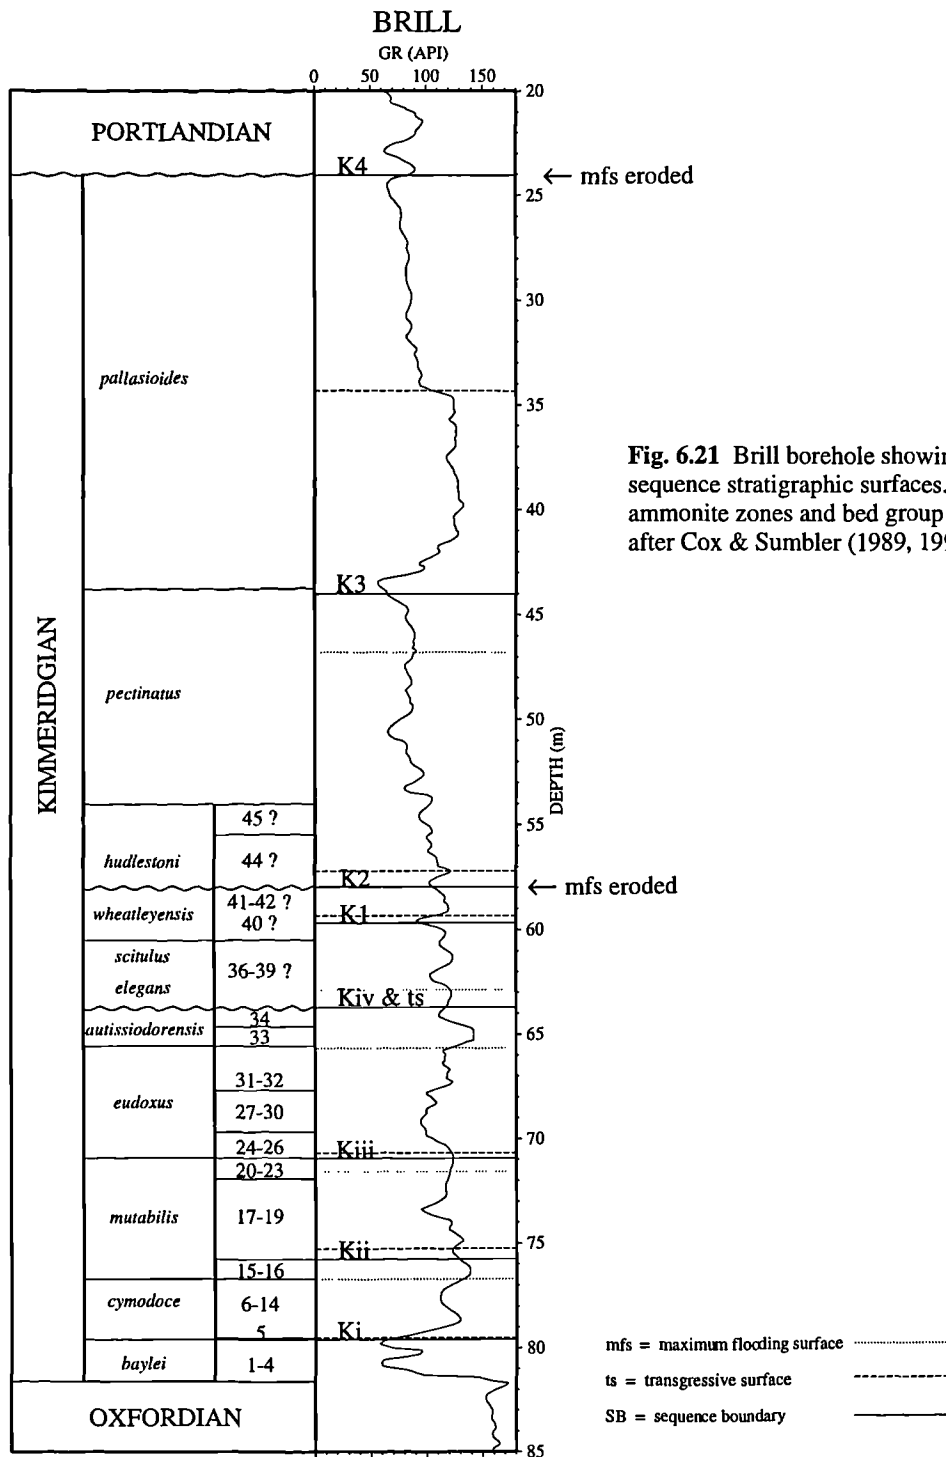 BRILL
GR (API)
0 50 100 150
20
PORTLANDIAN
K4
← mfs eroded
25
30
pallasioides
35
Fig. 6.21 Brill borehole showin
sequence stratigraphic surfaces.
ammonite zones and bed group
after Cox & Sumbler (1989, 199
40
K3
45
KIMMERIDGIAN
pectinatus
50
DEPTH (m)
45 ?
55
hudlestoni
44 ?
K2
← mfs eroded
wheatleyensis
41-42 ?
40 ?
K1
60
scitulus
elegans
36-39 ?
Kiv & ts
autissiodorensis
34
33
65
eudoxus
31-32
27-30
24-26
Kiii
70
20-23
mutabilis
17-19
Kii
75
15-16
cymodoce
6-14
5
Ki
80
baylei
1-4
OXFORDIAN
85
mfs = maximum flooding surface
ts = transgressive surface
SB = sequence boundary